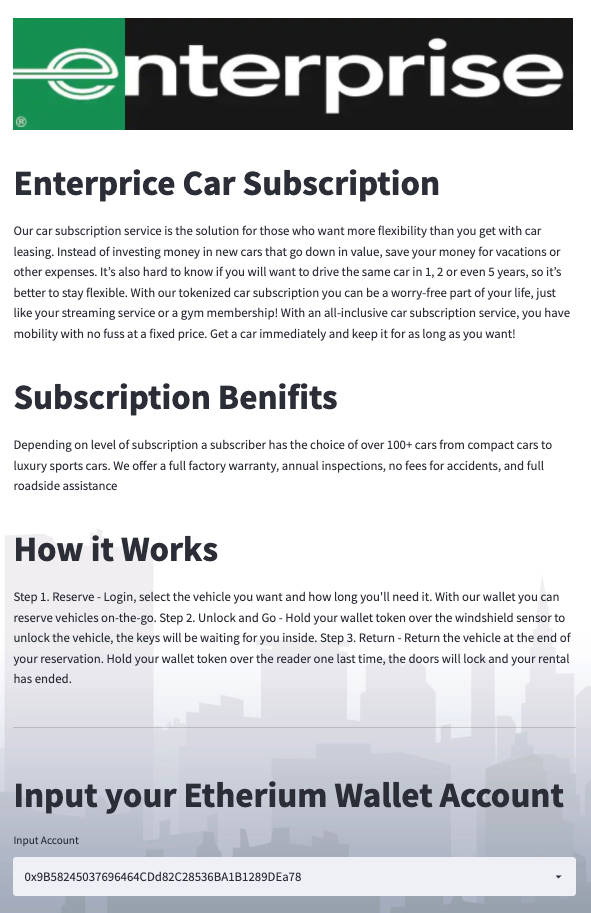 enterprise
®
Enterprice Car Subscription
Our car subscription service is the solution for those who want more flexibility than you get with car
leasing. Instead of investing money in new cars that go down in value, save your money for vacations or
other expenses. It’s also hard to know if you will want to drive the same car in 1, 2 or even 5 years, so it’s
better to stay flexible. With our tokenized car subscription you can be a worry-free part of your life, just
like your streaming service or a gym membership! With an all-inclusive car subscription service, you have
mobility with no fuss at a fixed price. Get a car immediately and keep it for as long as you want!
Subscription Benifits
Depending on level of subscription a subscriber has the choice of over 100+ cars from compact cars to
luxury sports cars. We offer a full factory warranty, annual inspections, no fees for accidents, and full
roadside assistance
How it Works
Step 1. Reserve - Login, select the vehicle you want and how long you'll need it. With our wallet you can
reserve vehicles on-the-go. Step 2. Unlock and Go - Hold your wallet token over the windshield sensor to
unlock the vehicle, the keys will be waiting for you inside. Step 3. Return - Return the vehicle at the end of
your reservation. Hold your wallet token over the reader one last time, the doors will lock and your rental
has ended.
Input your Etherium Wallet Account
Input Account
0x9B58245037696464CDd82C28536BA1B1289DEa78